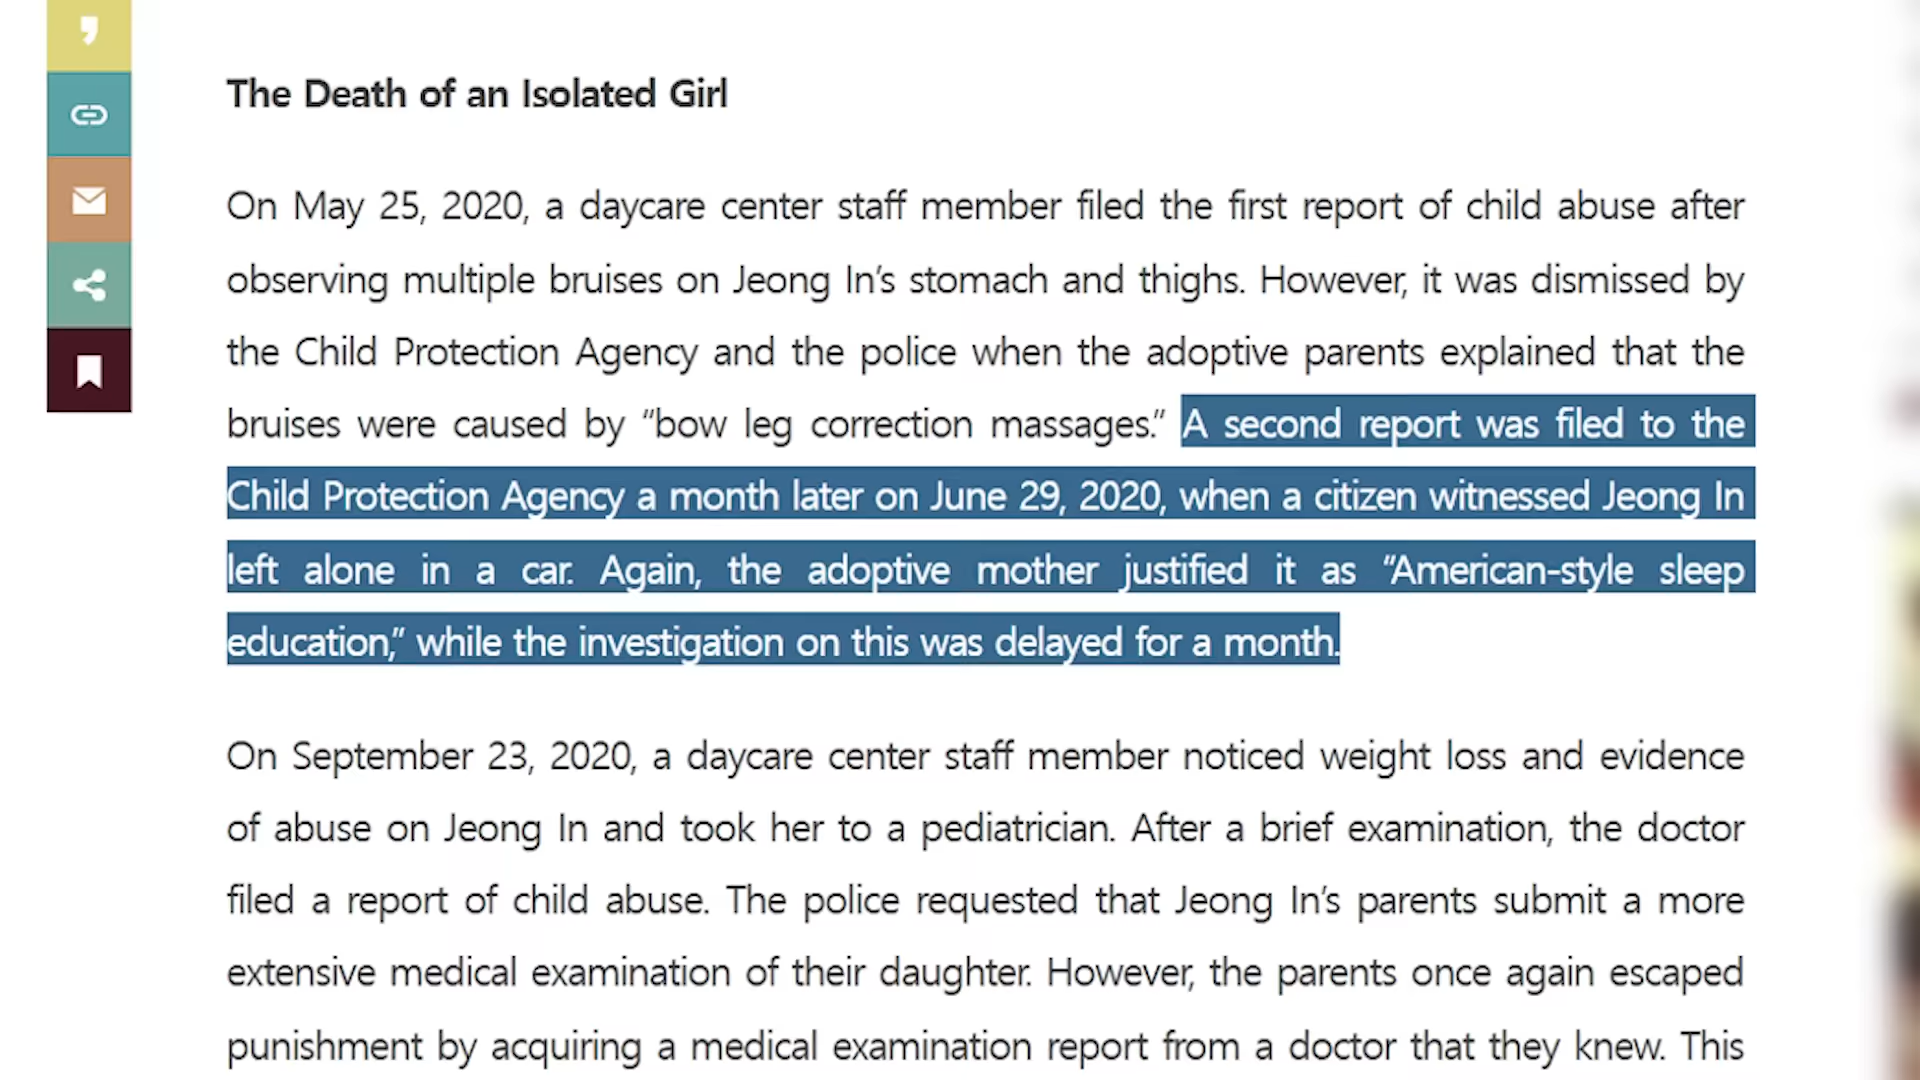 The Death of an Isolated Girl
On May 25, 2020, a daycare center staff member filed the first report of child abuse after
observing multiple bruises on Jeong In’s stomach and thighs. However, it was dismissed by
the Child Protection Agency and the police when the adoptive parents explained that the
bruises were caused by “bow leg correction massages.” A second report was filed to the
Child Protection Agency a month later on June 29, 2020, when a citizen witnessed Jeong In
left alone in a car. Again, the adoptive mother justified it as “American-style sleep
education,” while the investigation on this was delayed for a month.
On September 23, 2020, a daycare center staff member noticed weight loss and evidence
of abuse on Jeong In and took her to a pediatrician. After a brief examination, the doctor
filed a report of child abuse. The police requested that Jeong In’s parents submit a more
extensive medical examination of their daughter. However, the parents once again escaped
punishment by acquiring a medical examination report from a doctor that they knew. This